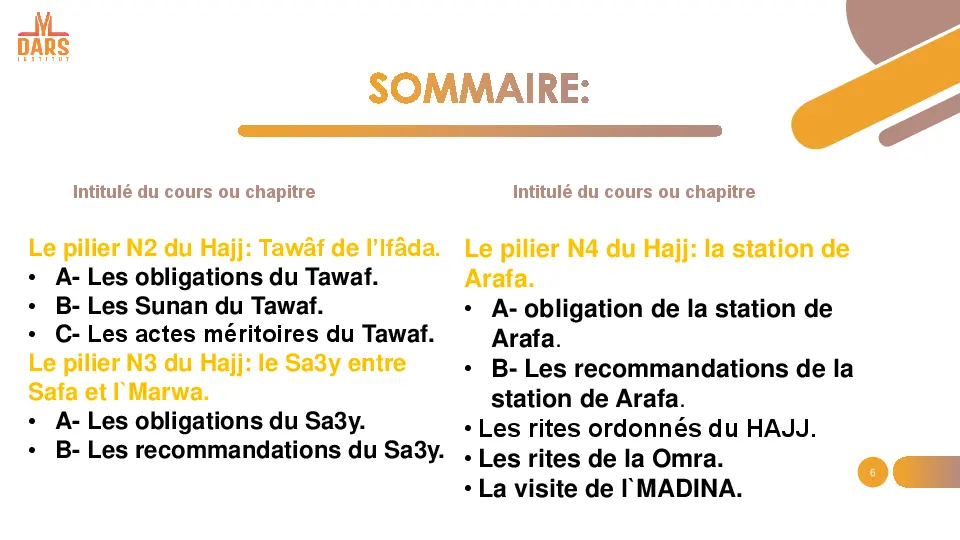 M
DARS
INSTITUT
SOMMAIRE:
Intitulé du cours ou chapitre
Le pilier N2 du Hajj: Tawâf de l’Ifâda.
• A- Les obligations du Tawaf.
• B- Les Sunan du Tawaf.
• C- Les actes méritoires du Tawaf.
Le pilier N3 du Hajj: le Sa3y entre
Safa et l`Marwa.
• A- Les obligations du Sa3y.
• B- Les recommandations du Sa3y.
Intitulé du cours ou chapitre
Le pilier N4 du Hajj: la station de
Arafa.
• A- obligation de la station de
Arafa.
• B- Les recommandations de la
station de Arafa.
• Les rites ordonnés du HAJJ.
• Les rites de la Omra.
• La visite de l`MADINA.
6